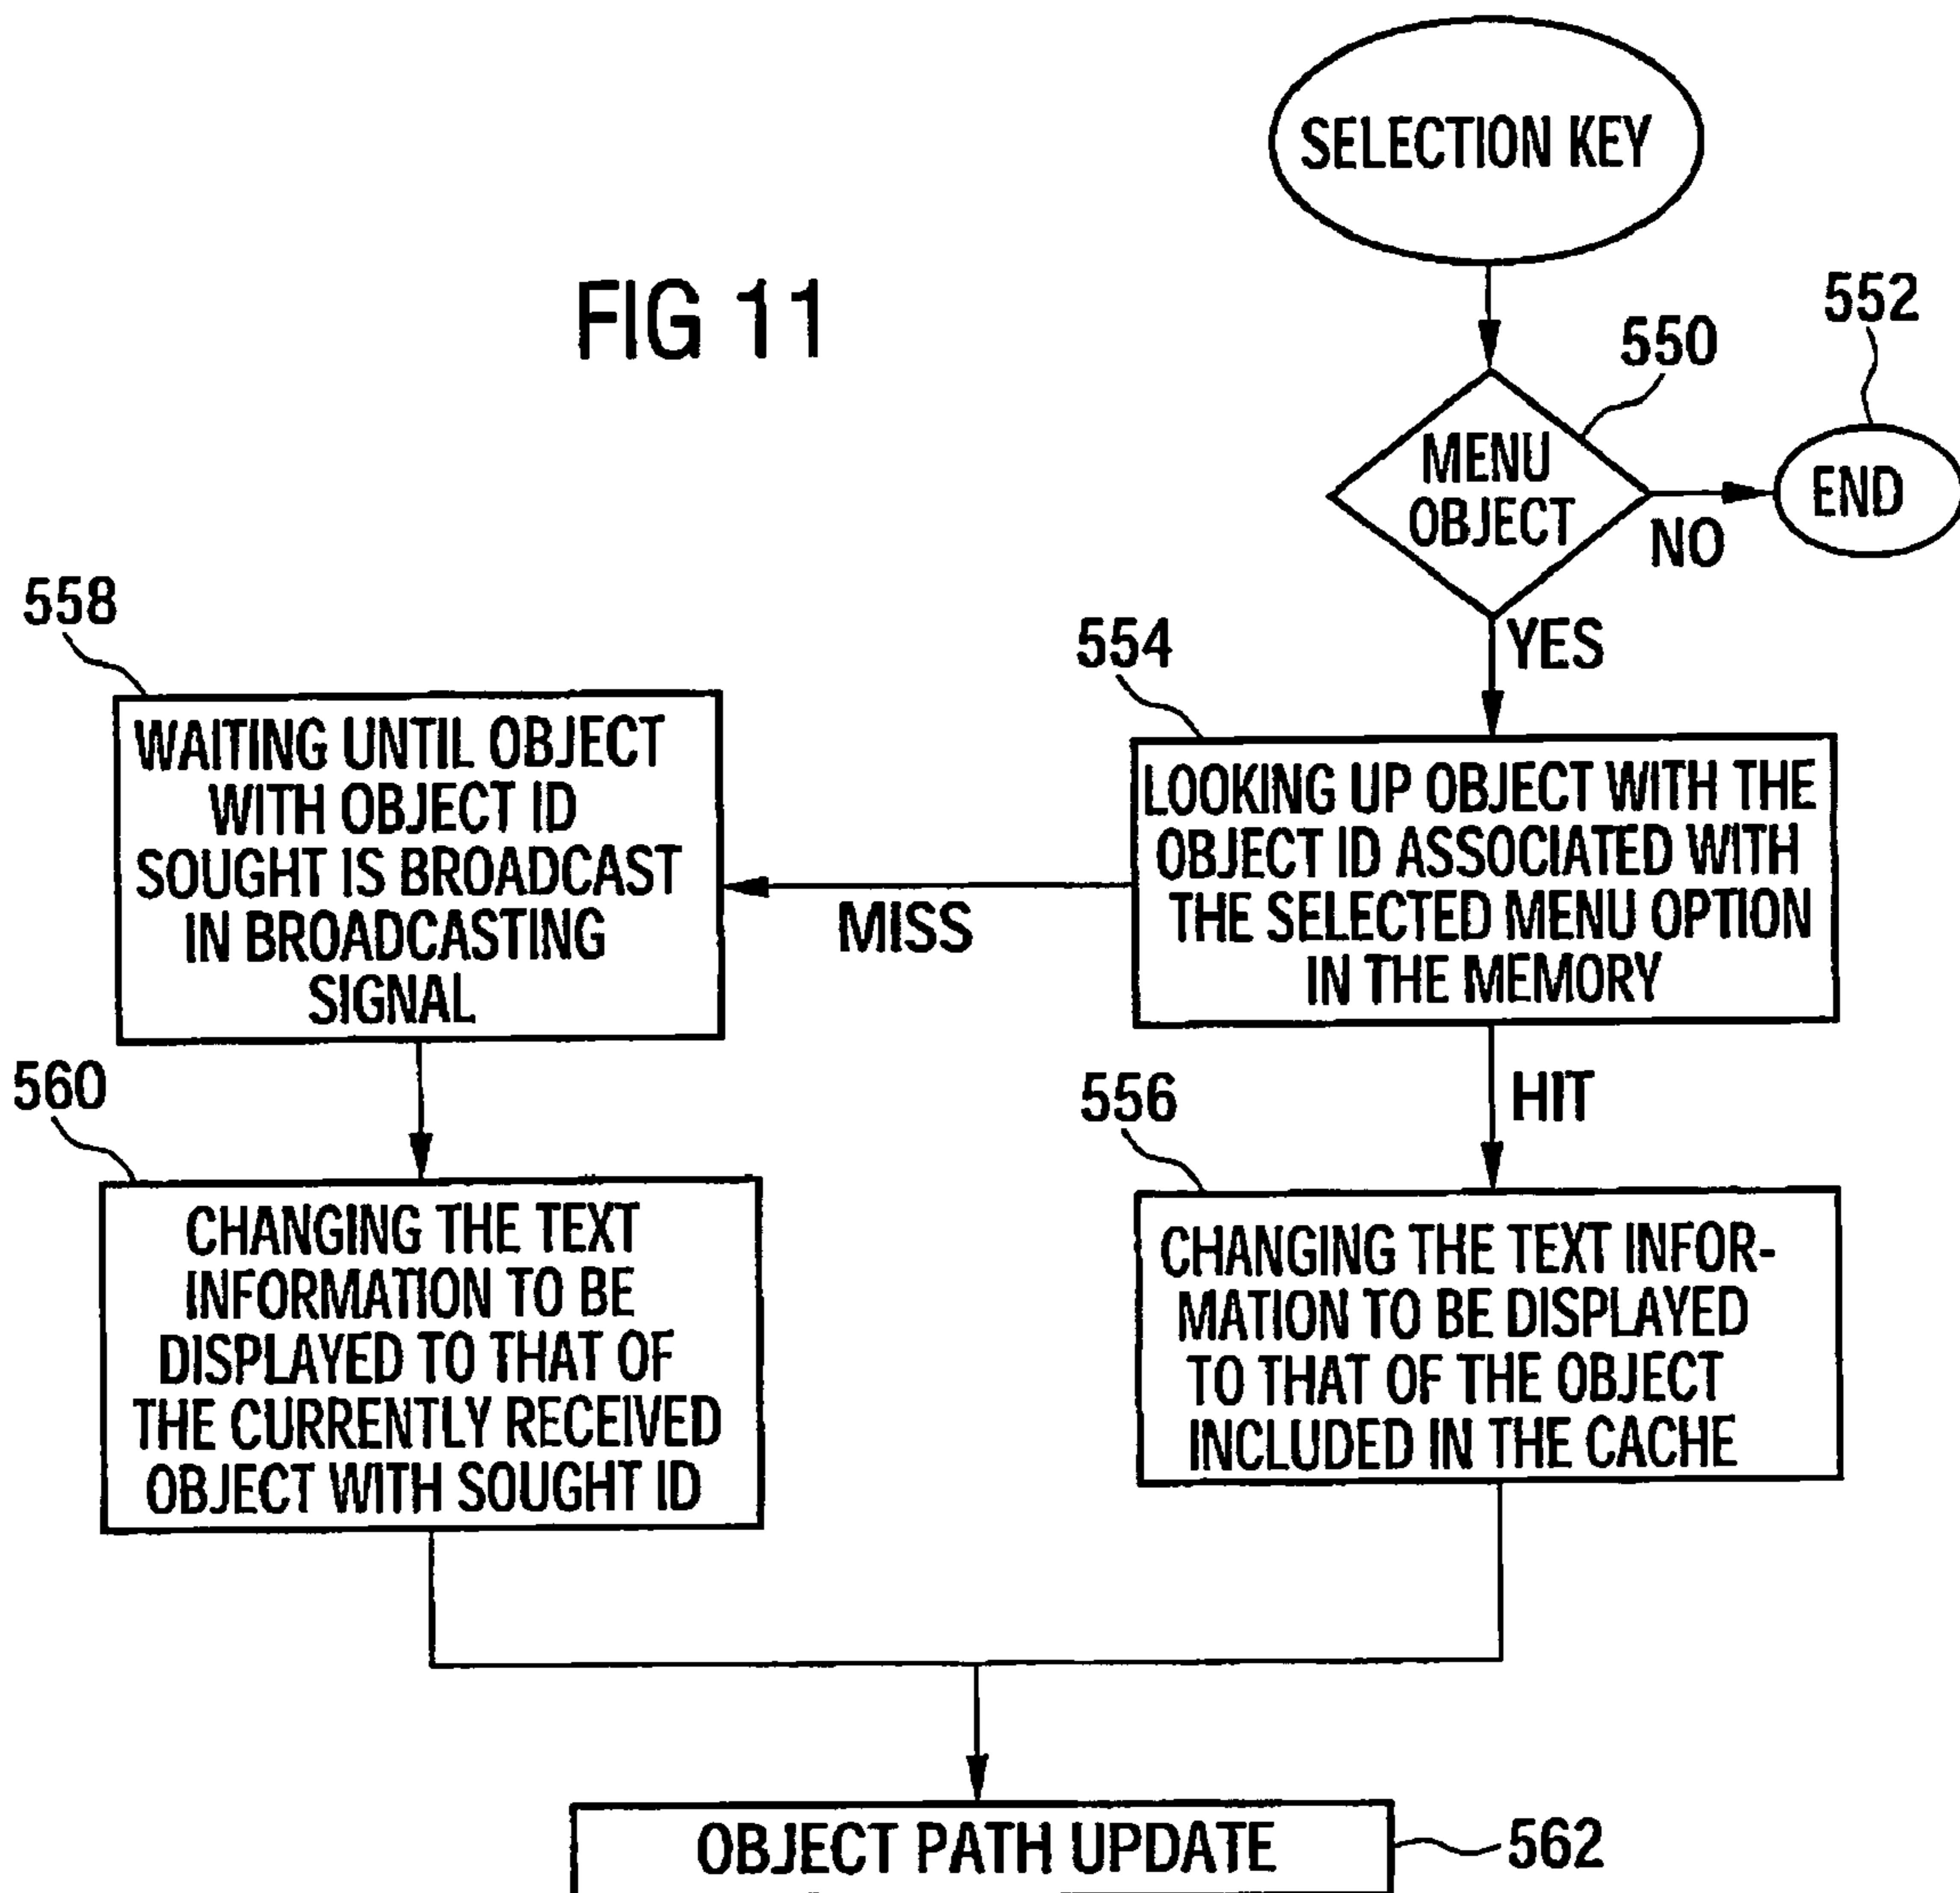 SELECTION KEY
FIG 11
552
550
MENU
OBJECT
END
NO
YES
558
554
WAITING UNTIL OBJECT
WITH OBJECT ID
SOUGHT IS BROADCAST
IN BROADCASTING
SIGNAL
LOOKING UP OBJECT WITH THE
OBJECT ID ASSOCIATED WITH
THE SELECTED MENU OPTION
IN THE MEMORY
MISS
HIT
560
556
CHANGING THE TEXT
INFORMATION TO BE
DISPLAYED TO THAT OF
THE CURRENTLY RECEIVED
OBJECT WITH SOUGHT ID
CHANGING THE TEXT INFOR-
MATION TO BE DISPLAYED
TO THAT OF THE OBJECT
INCLUDED IN THE CACHE
OBJECT PATH UPDATE
562